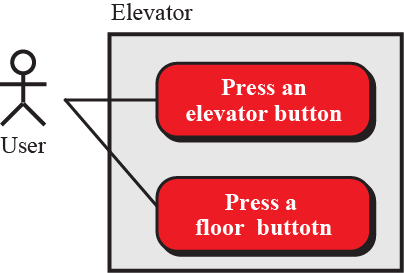 Elevator
Press an
elevator button
User
Press a
floor buttotn